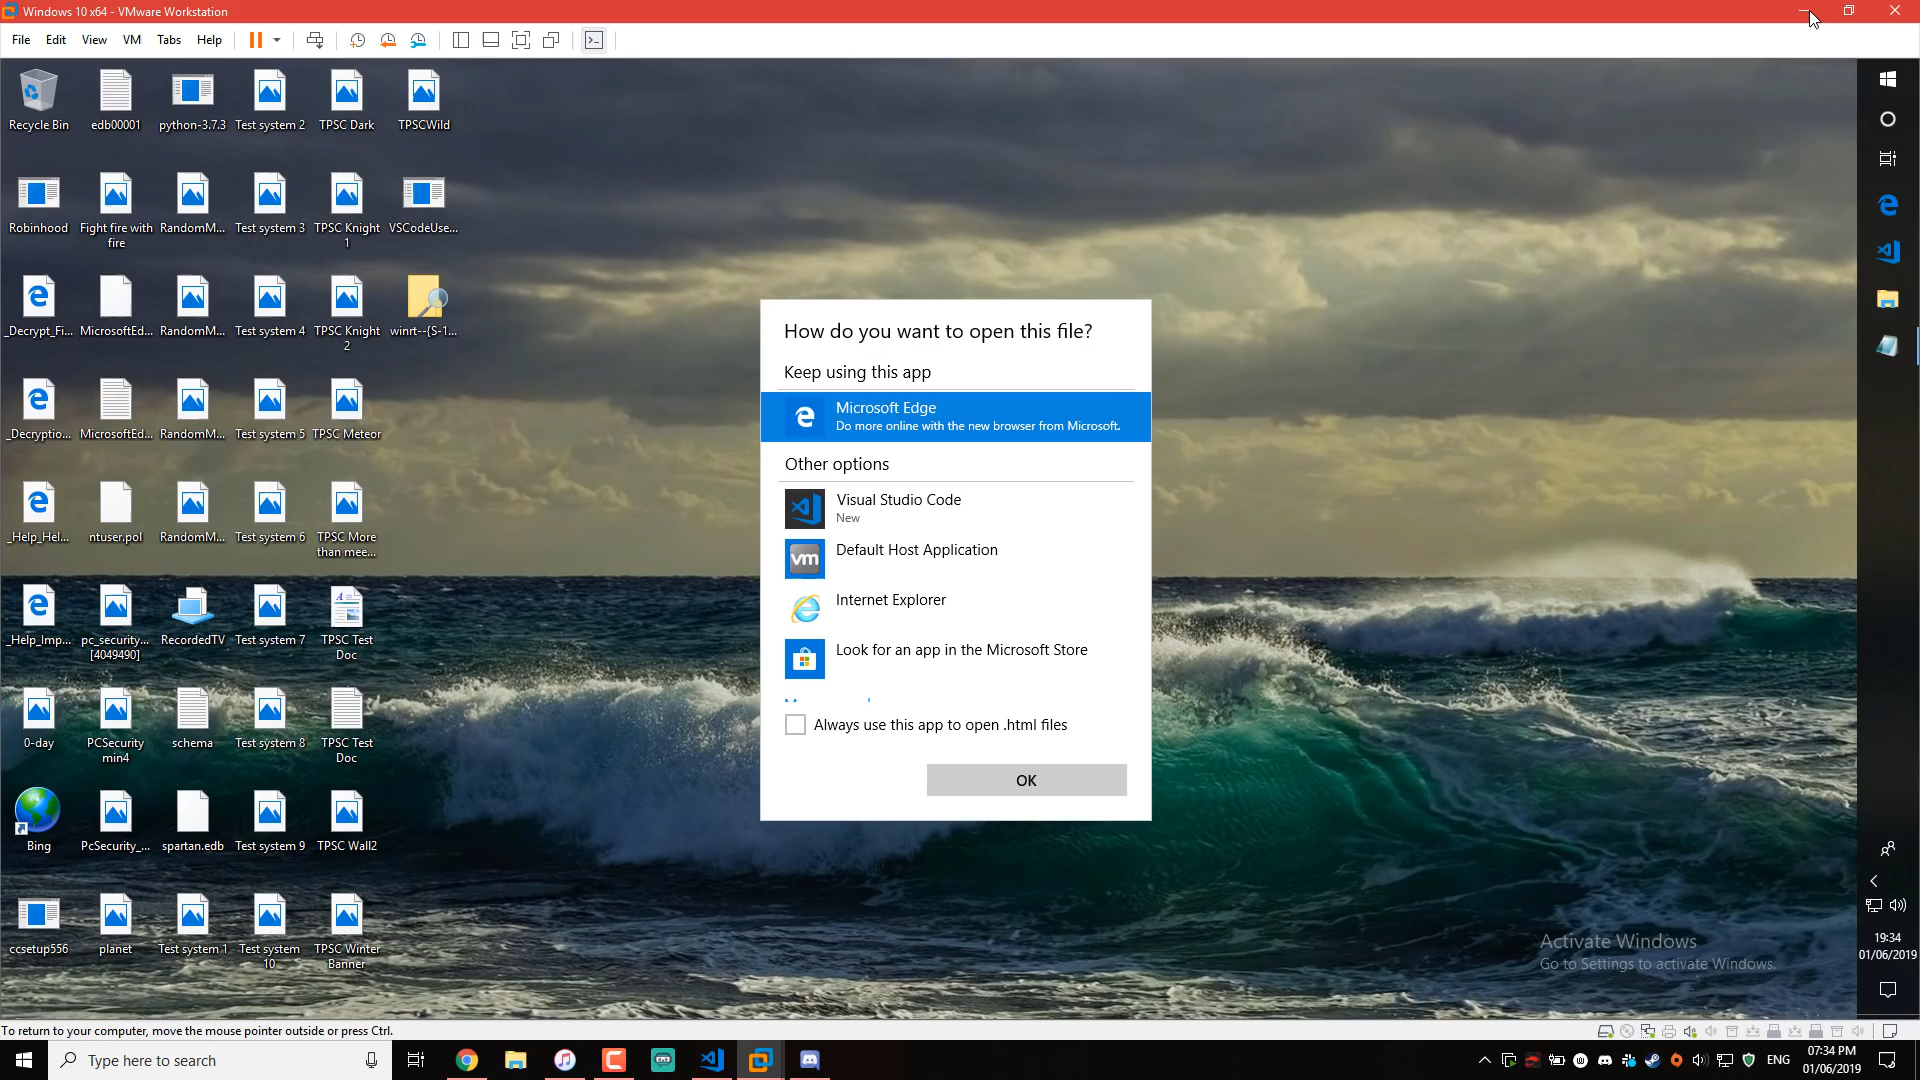 Windows 10 x64 - VMware Workstation
File Edit View VM Tabs Help
Recycle Bin
edb00001
python-3.7.3
Test system 2
TPSC Dark
TPSCWild
Robinhood
Fight fire with
fire
RandomM...
Test system 3
TPSC Knight
1
VSCodeUse...
_Decrypt_Fi...
MicrosoftEd...
RandomM...
Test system 4
TPSC Knight
2
winrt--{S-1...
_Decryptio...
MicrosoftEd...
RandomM...
Test system 5
TPSC Meteor
_Help_Hel...
ntuser.pol
RandomM...
Test system 6
TPSC More
than mee...
_Help_Imp...
pc_security...
[4049490]
RecordedTV
Test system 7
TPSC Test
Doc
0-day
PCSecurity
min4
schema
Test system 8
TPSC Test
Doc
Bing
PcSecurity_...
spartan.edb
Test system 9
TPSC Wall2
ccsetup556
planet
Test system 1
Test system
10
TPSC Winter
Banner
How do you want to open this file?
Keep using this app
Microsoft Edge
Do more online with the new browser from Microsoft.
Other options
Visual Studio Code
New
vm
Default Host Application
Internet Explorer
Look for an app in the Microsoft Store
Always use this app to open .html files
OK
Activate Windows
Go to Settings to activate Windows.
19:34
01/06/2019
To return to your computer, move the mouse pointer outside or press Ctrl.
Type here to search
ENG
07:34 PM
01/06/2019